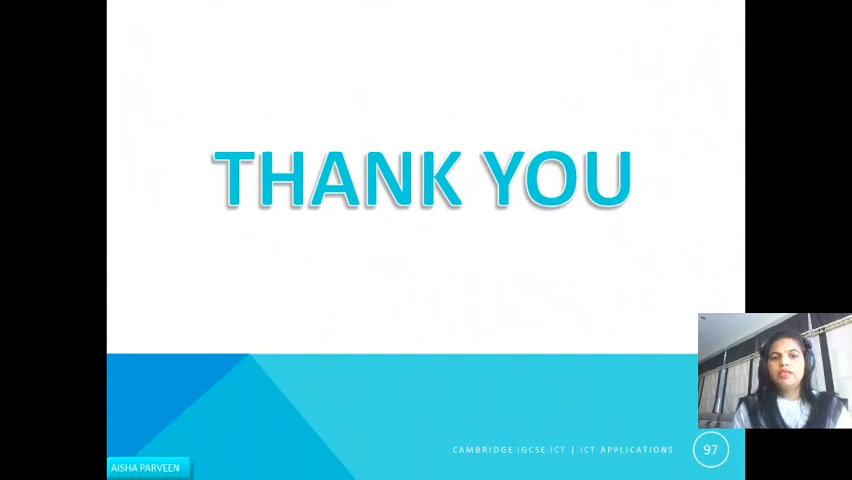 THANK YOU
CAMBRIDGE IGCSE ICT | ICT APPLICATIONS
97
AISHA PARVEEN